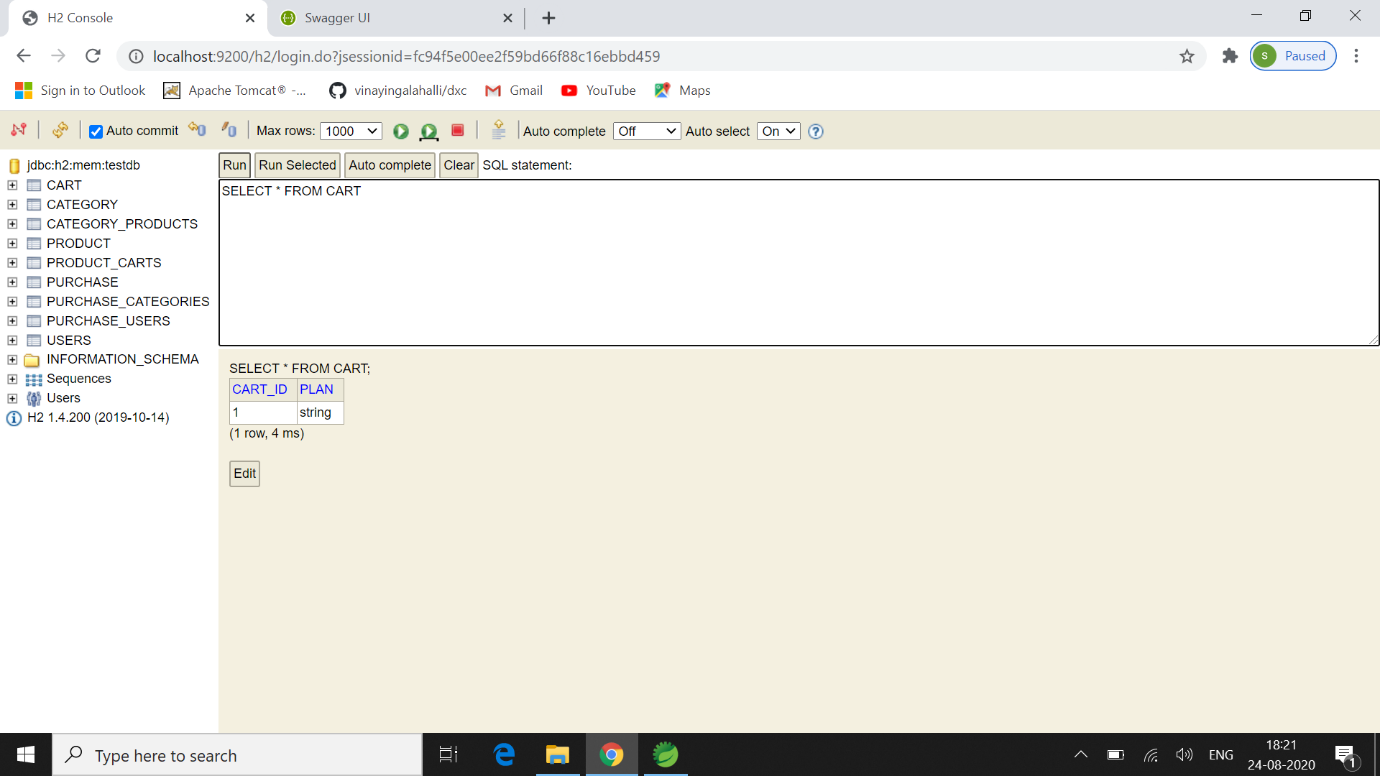 H2 Console
Swagger UI
localhost:9200/h2/login.do?jsessionid=fc94f5e00ee2f59bd66f88c16ebbd459
S Paused
Sign in to Outlook Apache Tomcat® -... vinayingalahalli/dxc Gmail YouTube Maps
Auto commit Max rows: 1000 Auto complete Off Auto select On ?
jdbc:h2:mem:testdb
CART
CATEGORY
CATEGORY_PRODUCTS
PRODUCT
PRODUCT_CARTS
PURCHASE
PURCHASE_CATEGORIES
PURCHASE_USERS
USERS
INFORMATION_SCHEMA
Sequences
Users
H2 1.4.200 (2019-10-14)
Run Run Selected Auto complete Clear SQL statement:
SELECT * FROM CART
SELECT * FROM CART;
CART_ID PLAN
1 string
(1 row, 4 ms)
Edit
Type here to search
ENG
18:21
24-08-2020
1